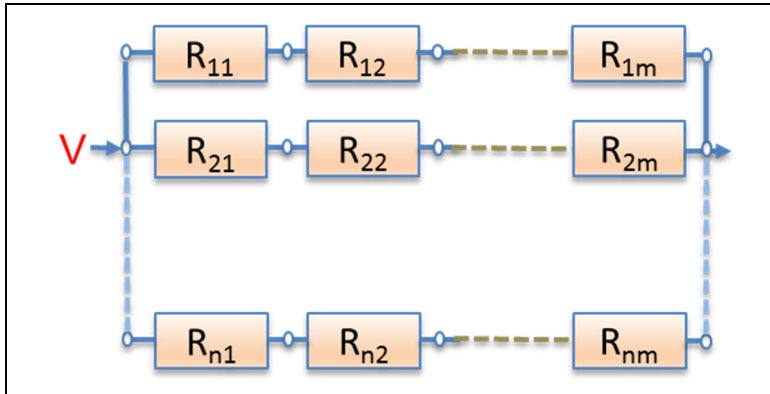 R₁₁ R₁₂ R₁ₘ
V R₂₁ R₂₂ R₂ₘ
Rₙ₁ Rₙ₂ Rₙₘ